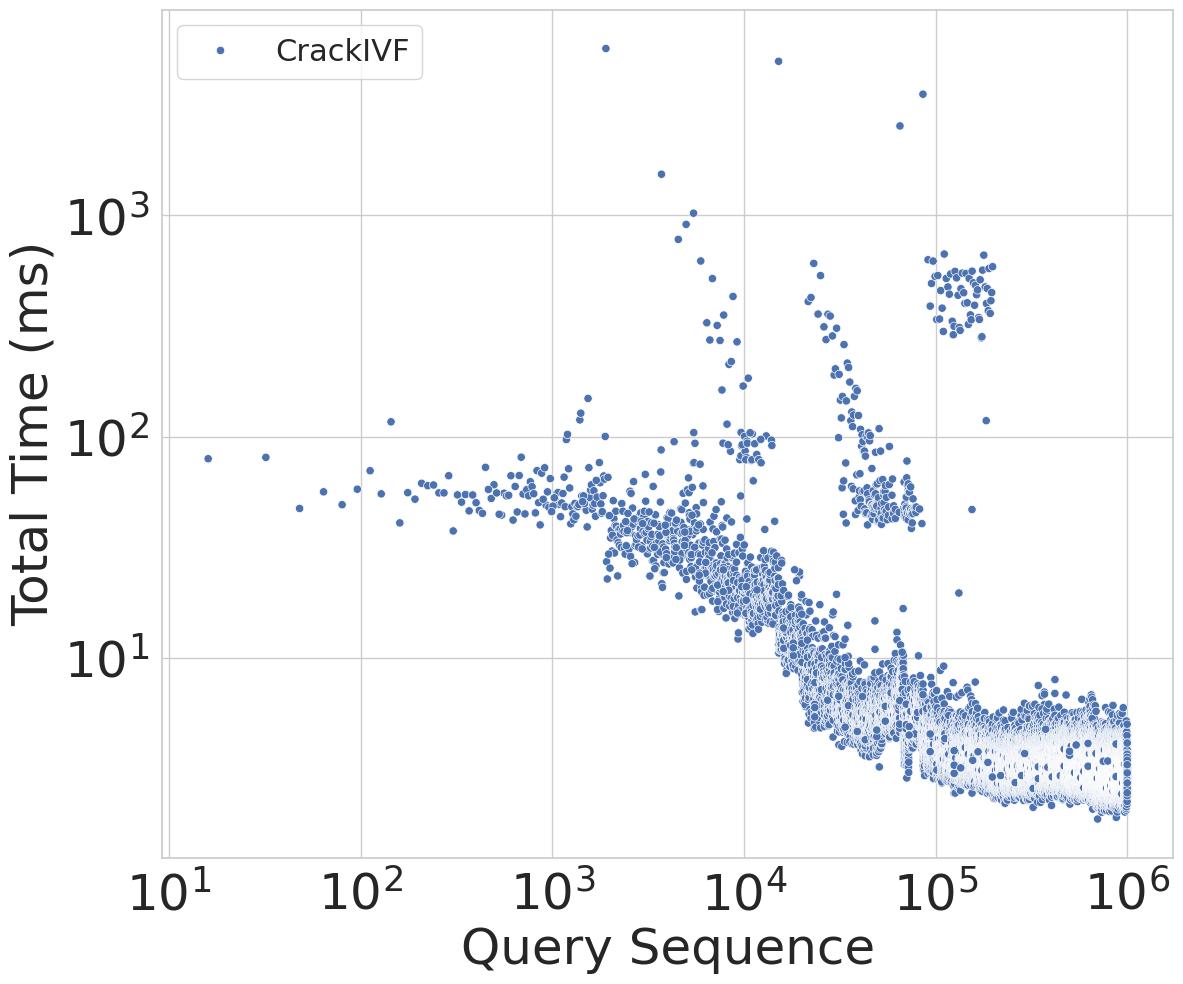 CrackIVF
Total Time (ms)
10³
10²
10¹
10¹ 10² 10³ 10⁴ 10⁵ 10⁶
Query Sequence